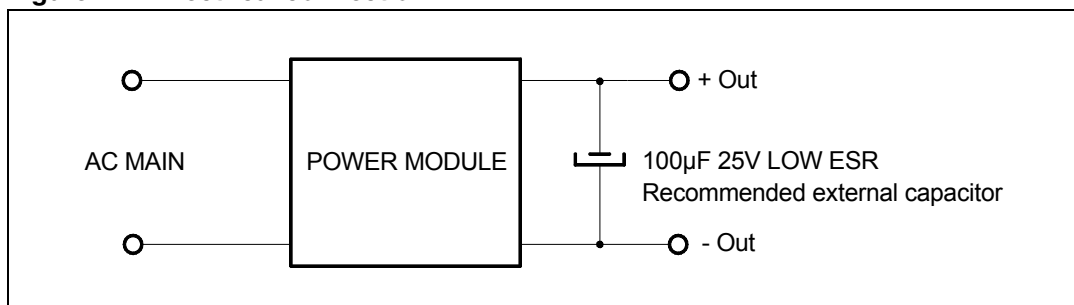 + Out
AC MAIN
POWER MODULE
100µF 25V LOW ESR
Recommended external capacitor
- Out